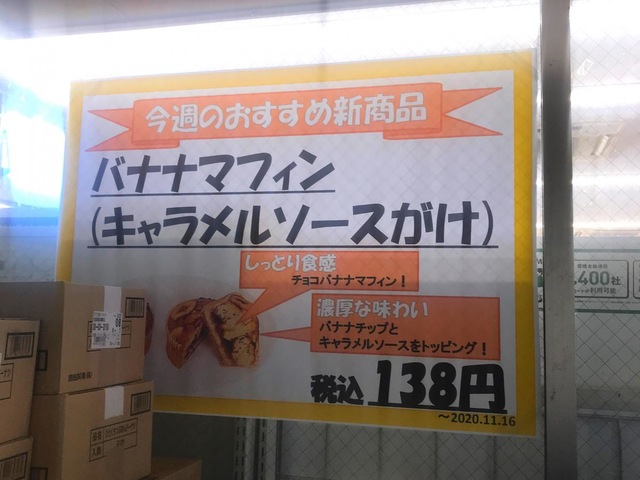 今週のおすすめ新商品
バナナマフィン
(キャラメルソースがけ)
しっとり食感
チョコバナナマフィン！
濃厚な味わい
バナナチップと
キャラメルソースをトッピング！
税込 138円
～2020.11.16
400社